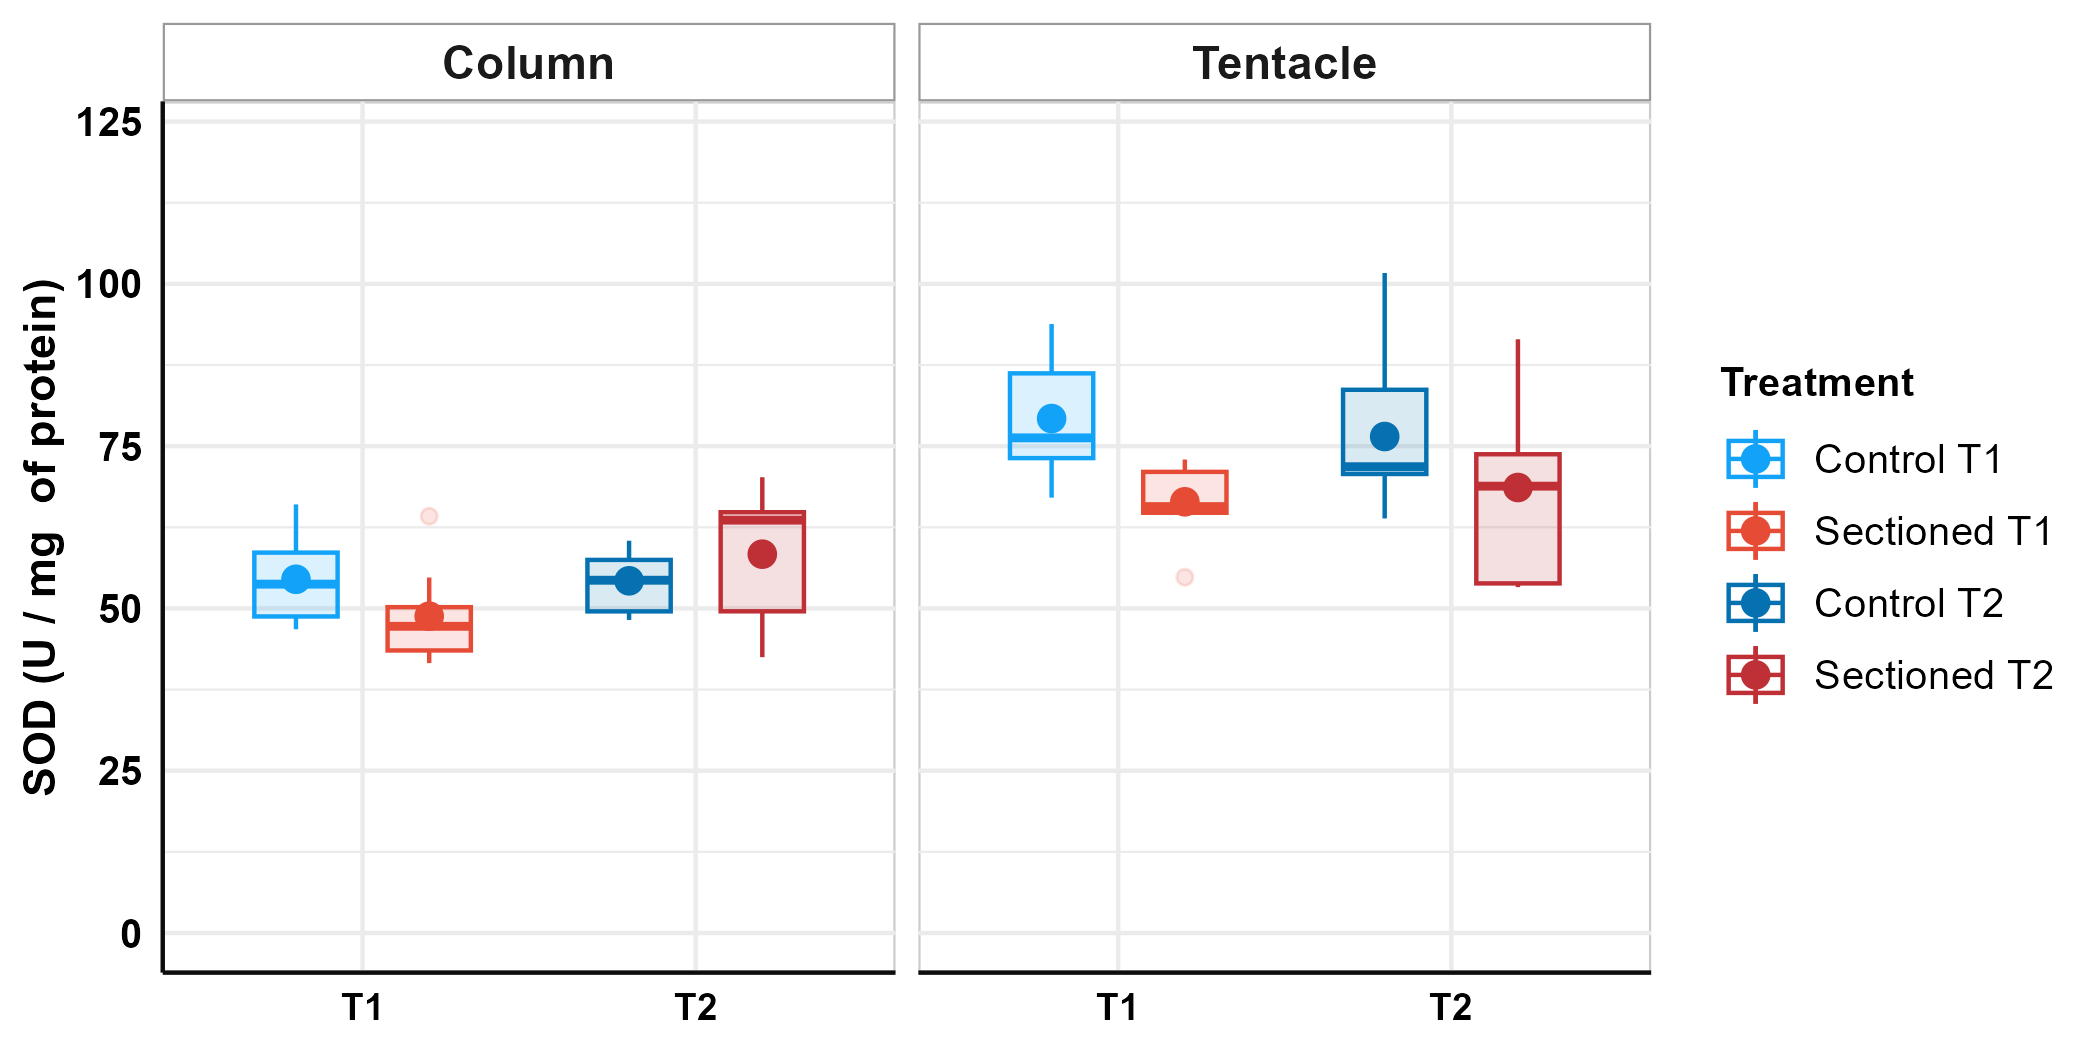 Column
Tentacle
125
100
75
50
25
0
SOD (U / mg  of protein)
T1
T2
T1
T2
Treatment
Control T1
Sectioned T1
Control T2
Sectioned T2